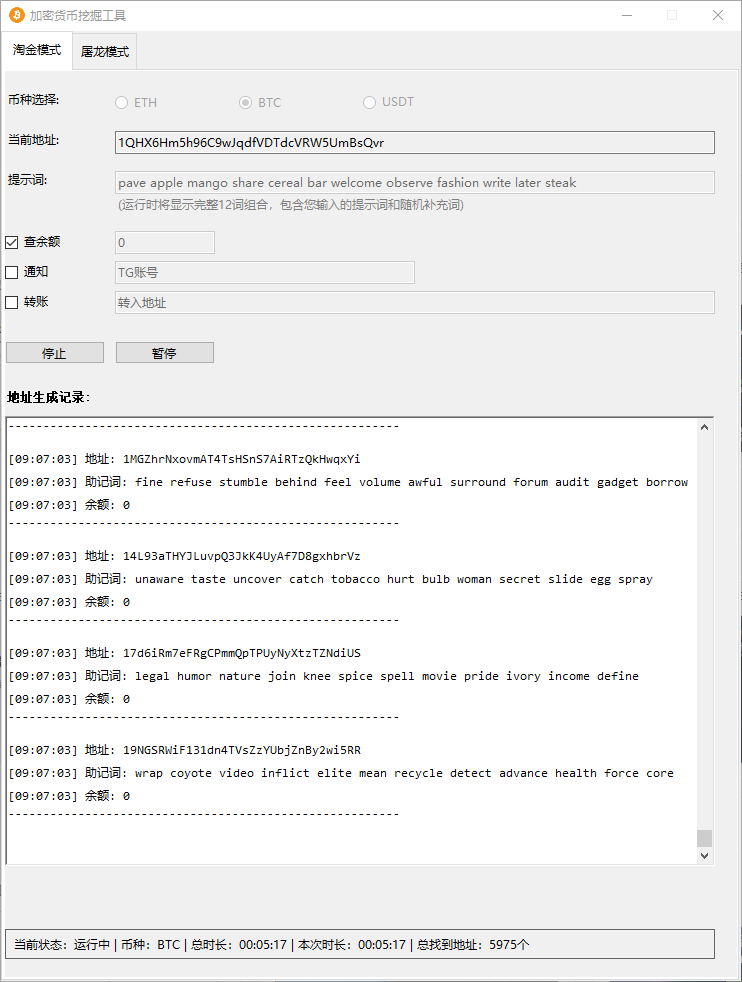 加密货币挖掘工具
淘金模式 屠龙模式
币种选择: ETH BTC USDT
当前地址: 1QHX6Hm5h96C9wJqdfVDTdcVRW5UmBsQvr
提示词: pave apple mango share cereal bar welcome observe fashion write later steak
(运行时将显示完整12词组合，包含您输入的提示词和随机补充词)
查余额 0
通知 TG账号
转账 转入地址
停止 暂停
地址生成记录:
--------------------------------------------------------
[09:07:03] 地址: 1MGZhrNxovmAT4TsHSnS7AiRTzQkHwqxYi
[09:07:03] 助记词: fine refuse stumble behind feel volume awful surround forum audit gadget borrow
[09:07:03] 余额: 0
--------------------------------------------------------
[09:07:03] 地址: 14L93aTHYJLuvpQ3JkK4UyAf7D8gxhbrVz
[09:07:03] 助记词: unaware taste uncover catch tobacco hurt bulb woman secret slide egg spray
[09:07:03] 余额: 0
--------------------------------------------------------
[09:07:03] 地址: 17d6iRm7eFRgCPmmQpTPUyNyXtzTZNdiUS
[09:07:03] 助记词: legal humor nature join knee spice spell movie pride ivory income define
[09:07:03] 余额: 0
--------------------------------------------------------
[09:07:03] 地址: 19NGSRWiF131dn4TVsZzYUbjZnBy2wi5RR
[09:07:03] 助记词: wrap coyote video inflict elite mean recycle detect advance health force core
[09:07:03] 余额: 0
--------------------------------------------------------
当前状态: 运行中 | 币种: BTC | 总时长: 00:05:17 | 本次时长: 00:05:17 | 总找到地址: 5975个